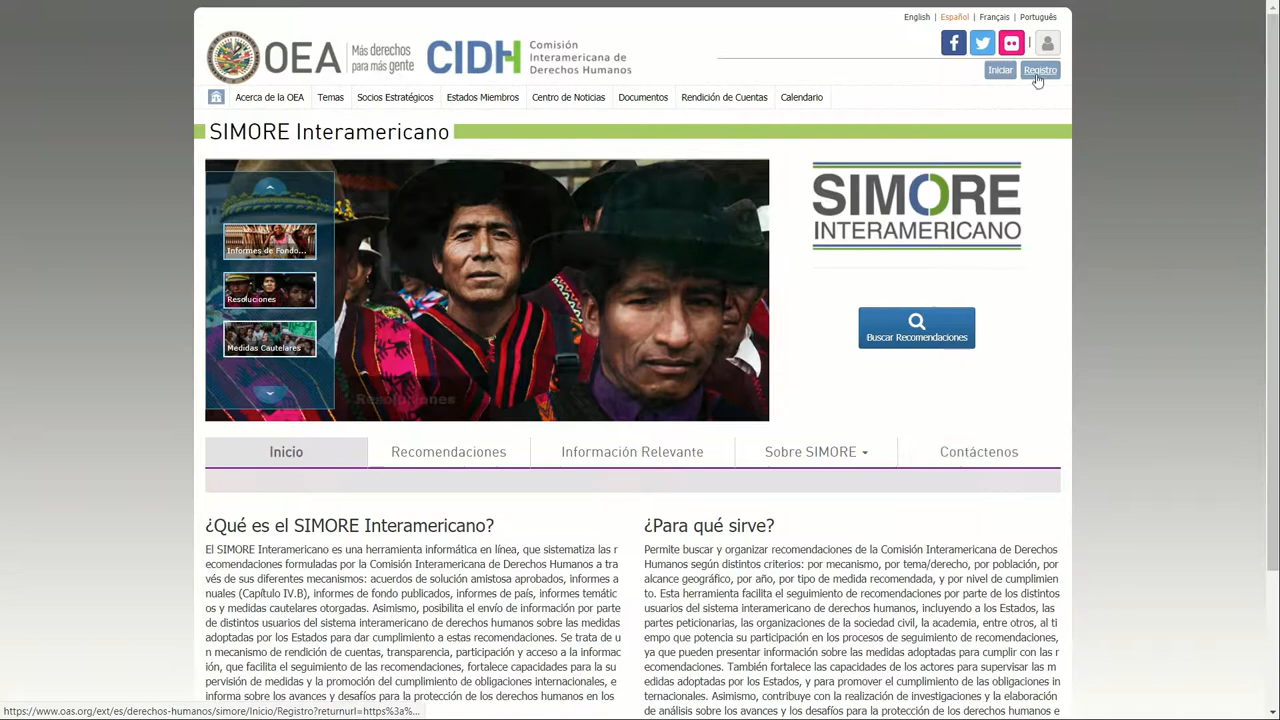 English | Español | Français | Português
OEA Más derechos para más gente
CIDH Comisión Interamericana de Derechos Humanos
Iniciar Registro
Acerca de la OEA Temas Socios Estratégicos Estados Miembros Centro de Noticias Documentos Rendición de Cuentas Calendario
SIMORE Interamericano
Informes de Fondo...
Resoluciones
Medidas Cautelares
Resoluciones
SIMORE
INTERAMERICANO
Buscar Recomendaciones
Inicio Recomendaciones Información Relevante Sobre SIMORE Contáctenos
¿Qué es el SIMORE Interamericano?
El SIMORE Interamericano es una herramienta informática en línea, que sistematiza las r
ecomendaciones formuladas por la Comisión Interamericana de Derechos Humanos a tra
vés de sus diferentes mecanismos: acuerdos de solución amistosa aprobados, informes a
nuales (Capítulo IV.B), informes de fondo publicados, informes de país, informes temátic
os y medidas cautelares otorgadas. Asimismo, posibilita el envío de información por parte
de distintos usuarios del sistema interamericano de derechos humanos sobre las medidas
adoptadas por los Estados para dar cumplimiento a estas recomendaciones. Se trata de u
n mecanismo de rendición de cuentas, transparencia, participación y acceso a la informac
ión, que facilita el seguimiento de las recomendaciones, fortalece capacidades para la su
pervisión de medidas y la promoción del cumplimiento de obligaciones internacionales, e
informa sobre los avances y desafíos para la protección de los derechos humanos en los
¿Para qué sirve?
Permite buscar y organizar recomendaciones de la Comisión Interamericana de Derechos
Humanos según distintos criterios: por mecanismo, por tema/derecho, por población, por
alcance geográfico, por año, por tipo de medida recomendada, y por nivel de cumplimien
to. Esta herramienta facilita el seguimiento de recomendaciones por parte de los distintos
usuarios del sistema interamericano de derechos humanos, incluyendo a los Estados, las
partes peticionarias, las organizaciones de la sociedad civil, la academia, entre otros, al ti
empo que potencia su participación en los procesos de seguimiento de recomendaciones,
ya que pueden presentar información sobre las medidas adoptadas para cumplir con las r
ecomendaciones. También fortalece las capacidades de los actores para supervisar las m
edidas adoptadas por los Estados, y para promover el cumplimiento de las obligaciones in
ternacionales. Asimismo, contribuye con la realización de investigaciones y la elaboración
de análisis sobre los avances y los desafíos para la protección de los derechos humanos e
https://www.oas.org/ext/es/derechos-humanos/simore/Inicio/Registro?returnurl=https%3a%...